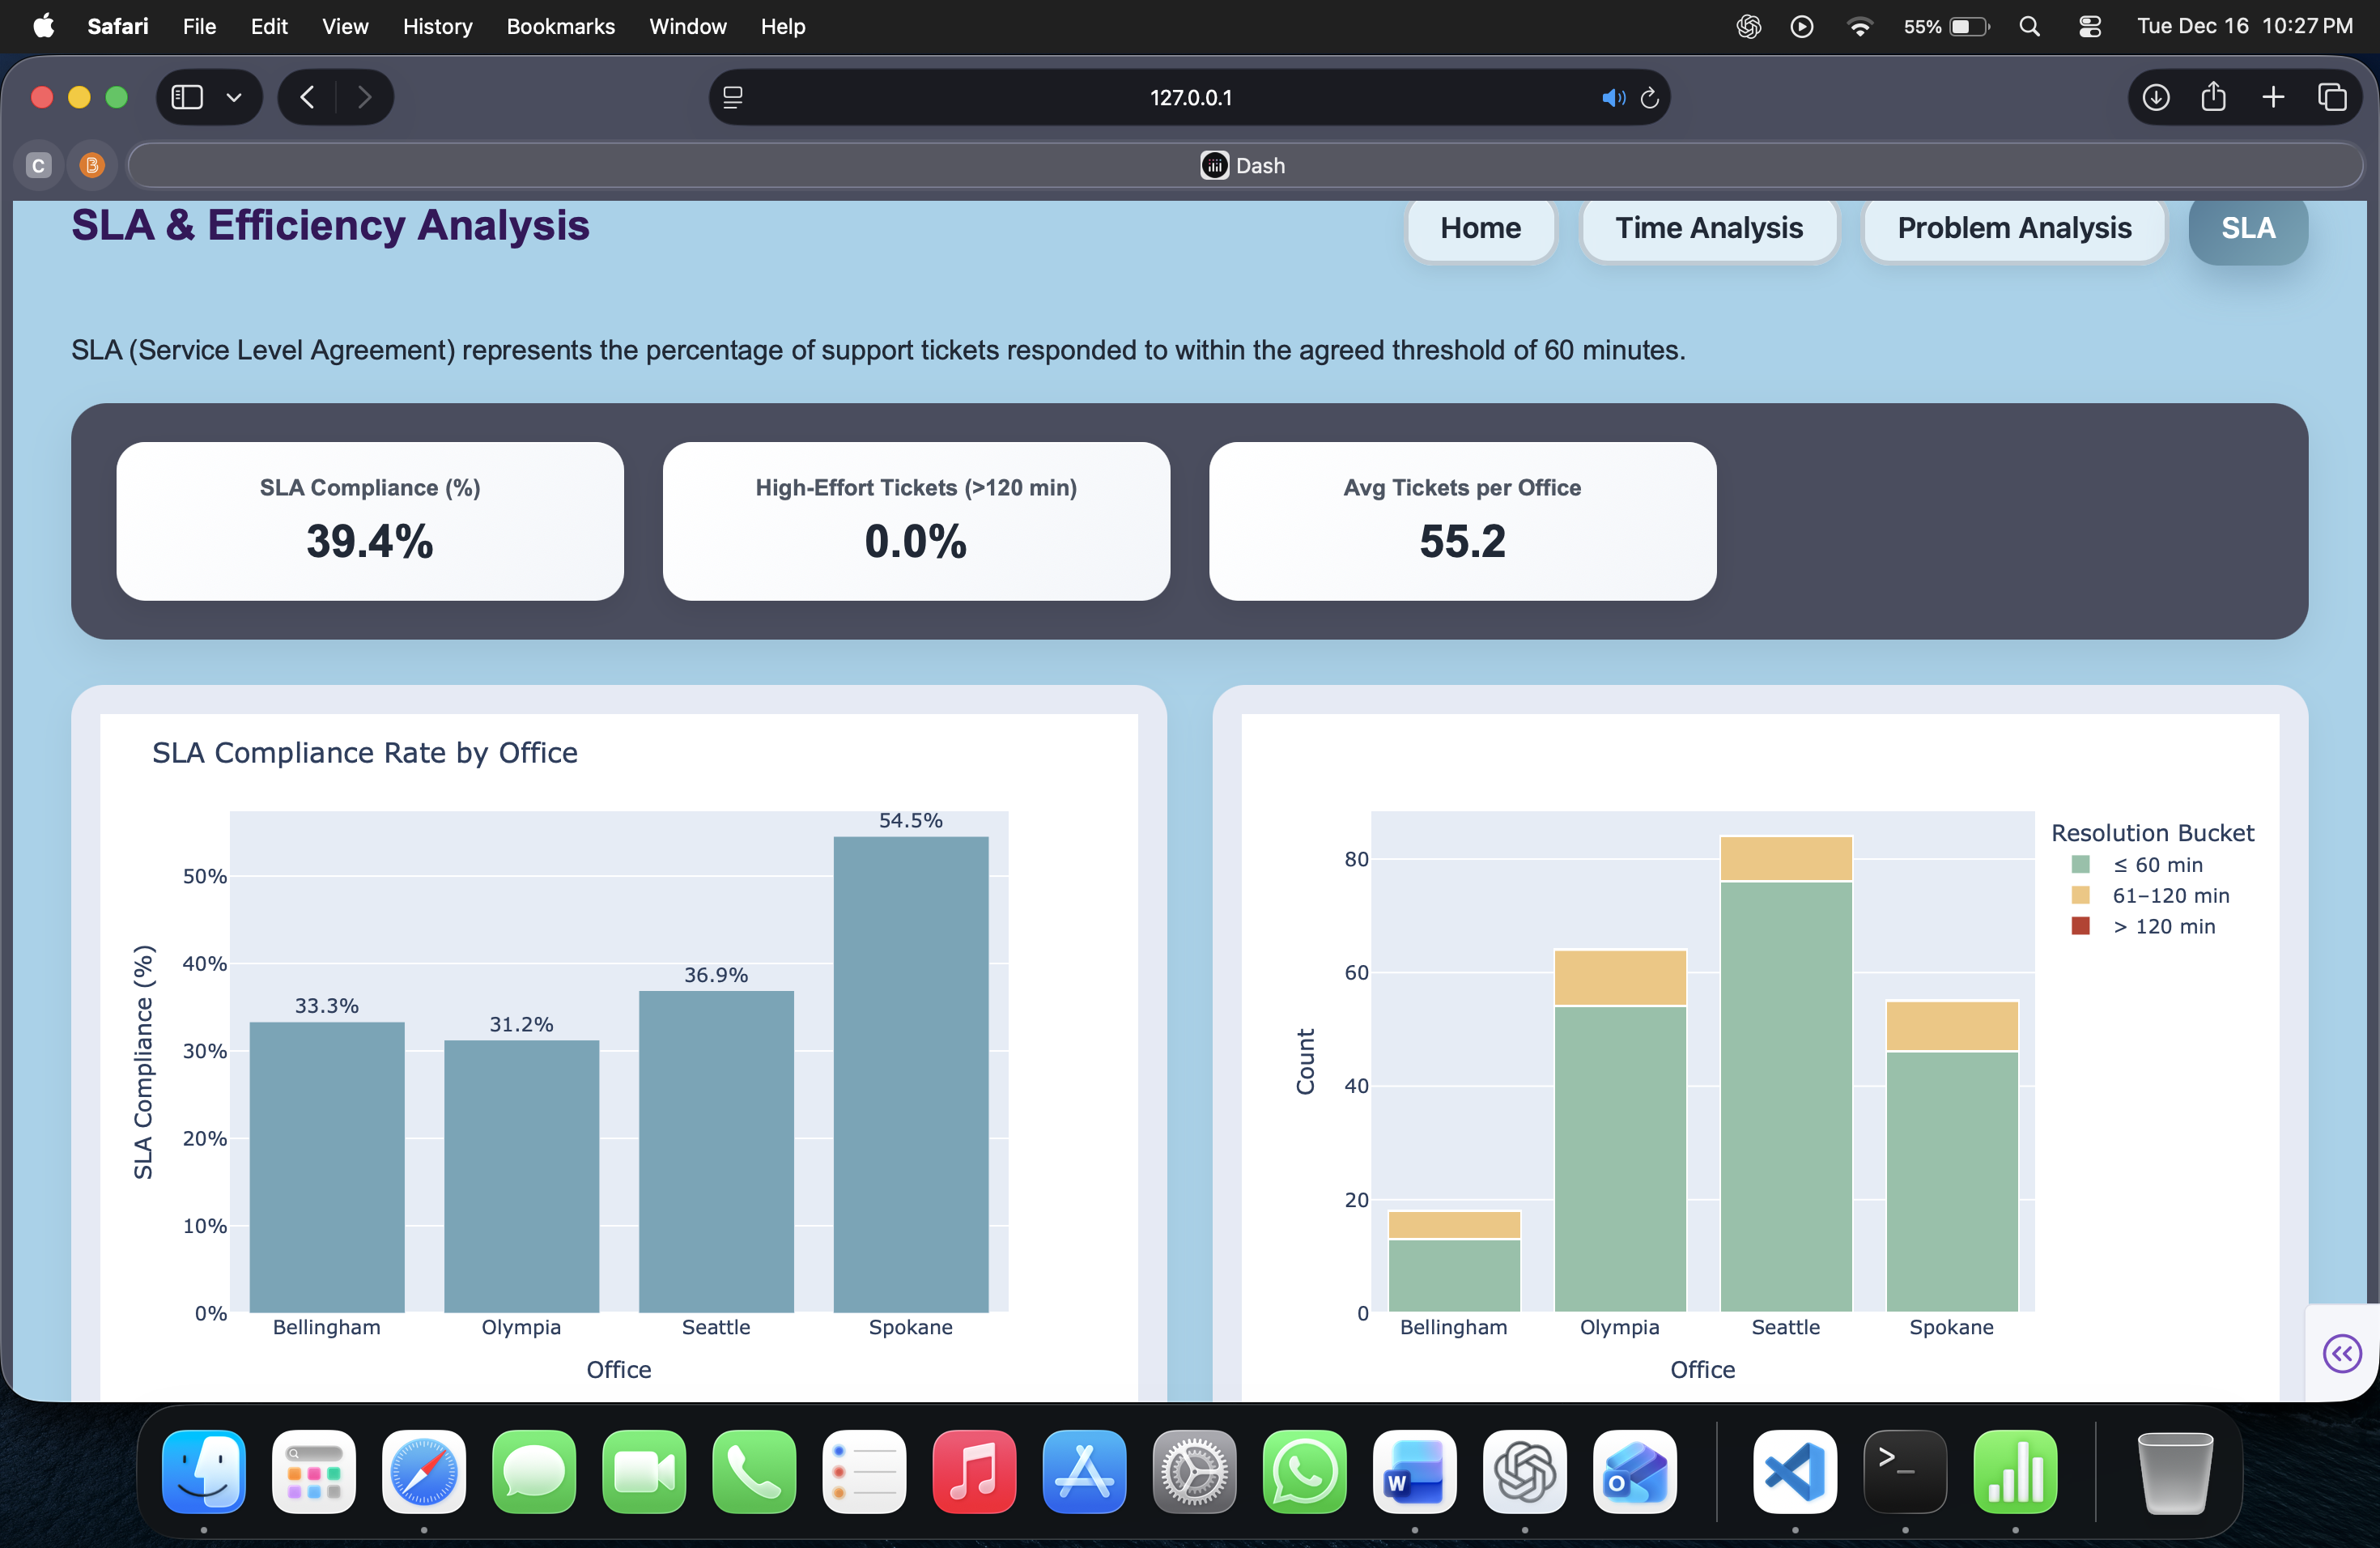 Safari File Edit View History Bookmarks Window Help 55% Tue Dec 16 10:27 PM
127.0.0.1
C Dash
SLA & Efficiency Analysis
Home Time Analysis Problem Analysis SLA
SLA (Service Level Agreement) represents the percentage of support tickets responded to within the agreed threshold of 60 minutes.
SLA Compliance (%)
39.4%
High-Effort Tickets (>120 min)
0.0%
Avg Tickets per Office
55.2
SLA Compliance Rate by Office
SLA Compliance (%)
50%
40%
30%
20%
10%
0%
33.3%
31.2%
36.9%
54.5%
Bellingham Olympia Seattle Spokane
Office
Count
80
60
40
20
0
Bellingham Olympia Seattle Spokane
Office
Resolution Bucket
≤ 60 min
61–120 min
> 120 min
W
O
>_